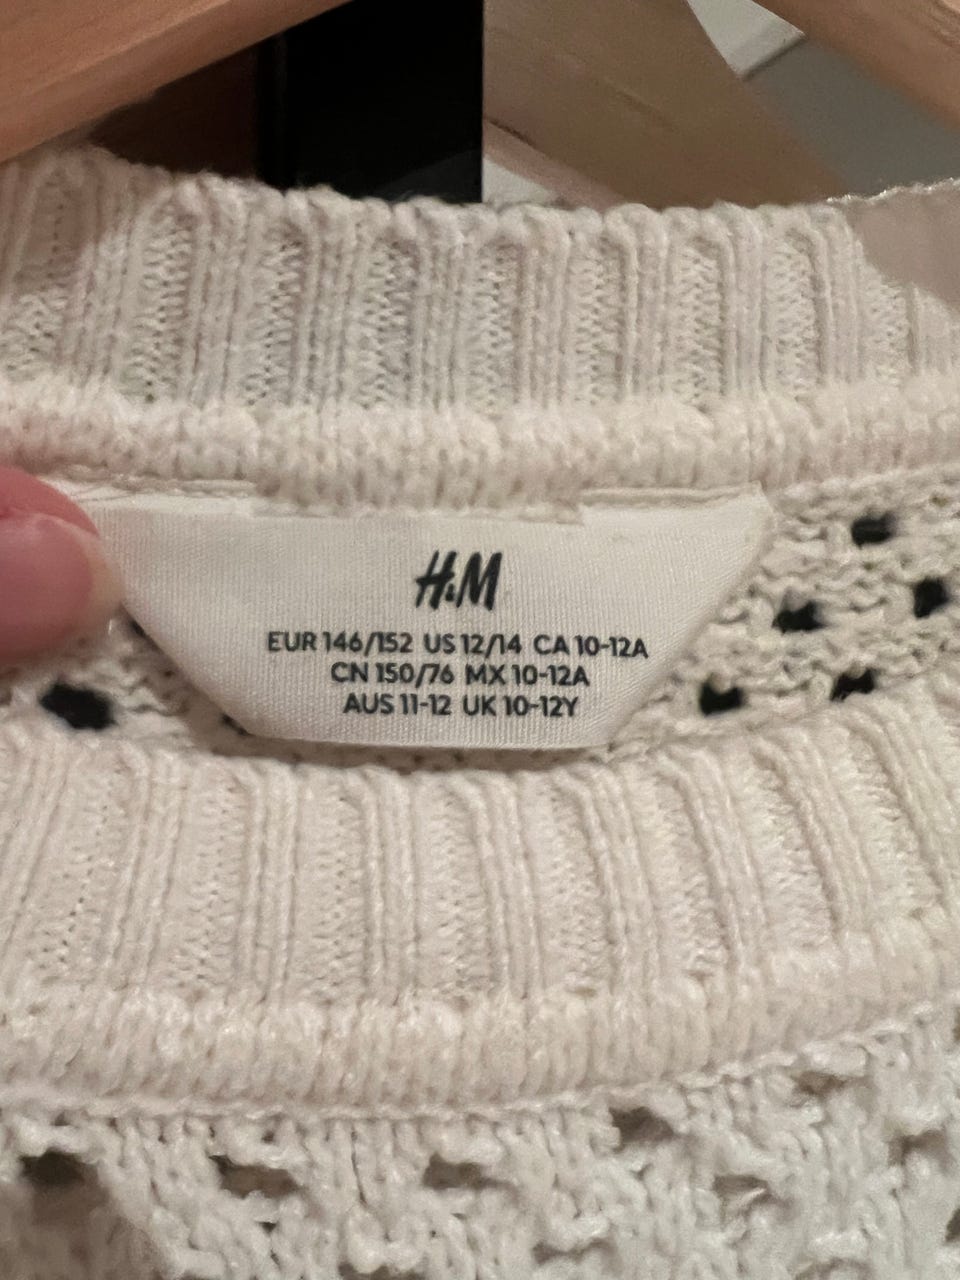 H&M
EUR 146/152 US 12/14 CA 10-12A
CN 150/76 MX 10-12A
AUS 11-12 UK 10-12Y